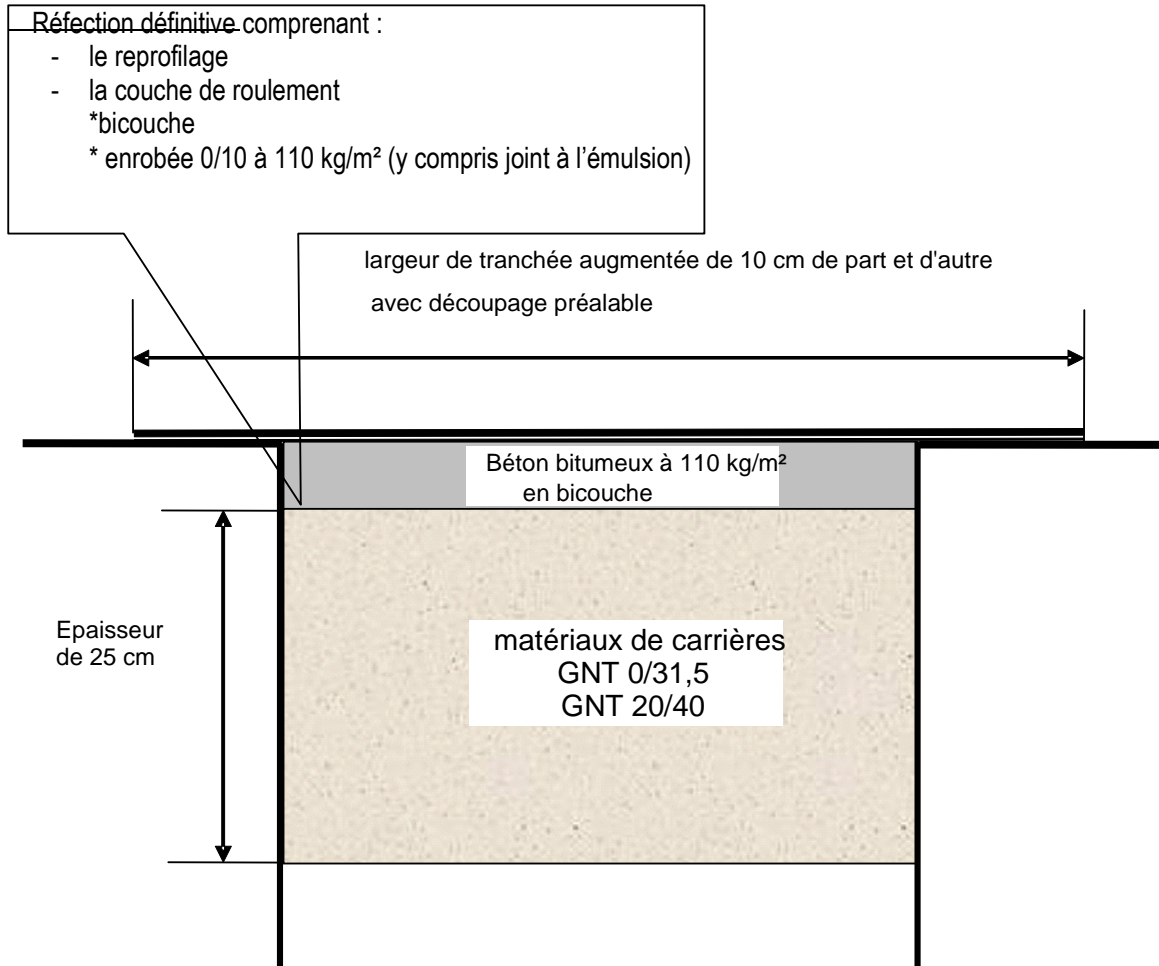 Réfection définitive comprenant :
- le reprofilage
- la couche de roulement
*bicouche
* enrobée 0/10 à 110 kg/m² (y compris joint à l'émulsion)
largeur de tranchée augmentée de 10 cm de part et d'autre
avec découpage préalable
Béton bitumeux à 110 kg/m²
en bicouche
Epaisseur
de 25 cm
matériaux de carrières
GNT 0/31,5
GNT 20/40